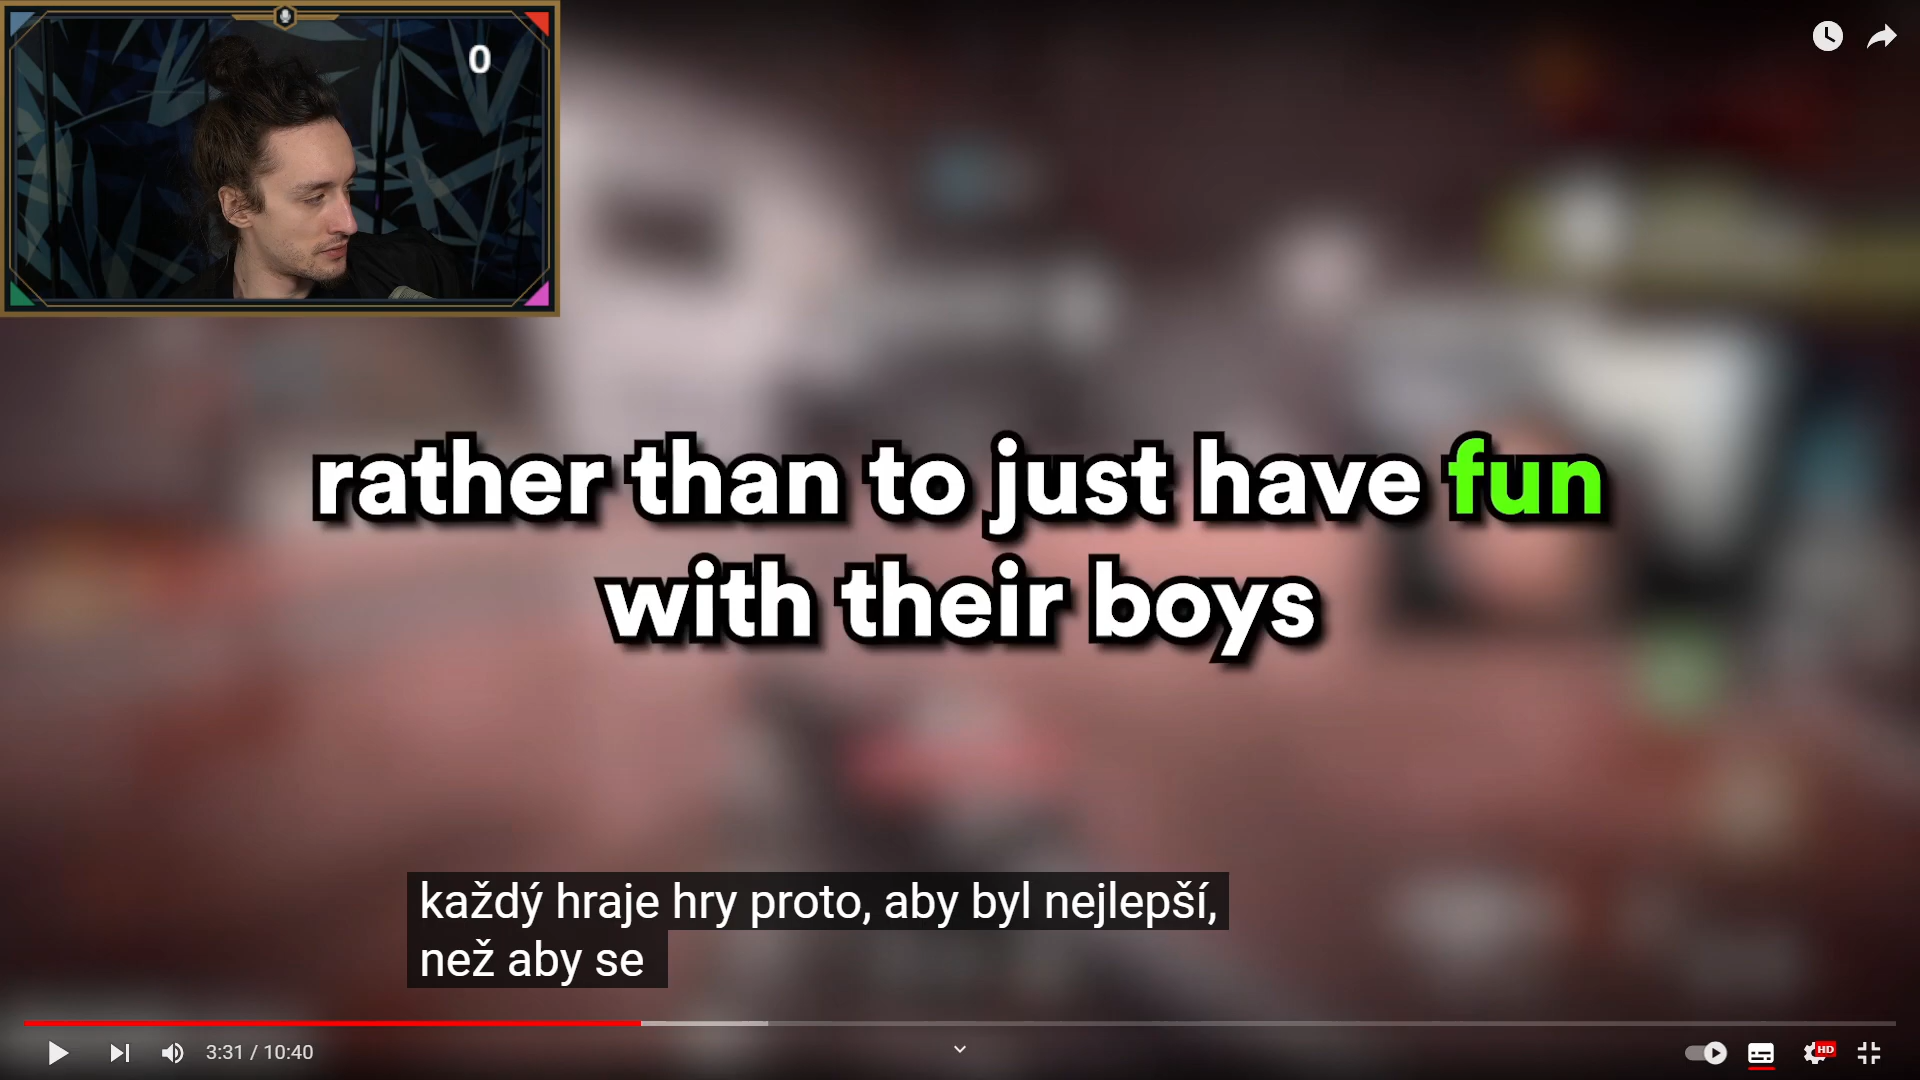 0
rather than to just have fun
with their boys
každý hraje hry proto, aby byl nejlepší,
než aby se
3:31 / 10:40
HD